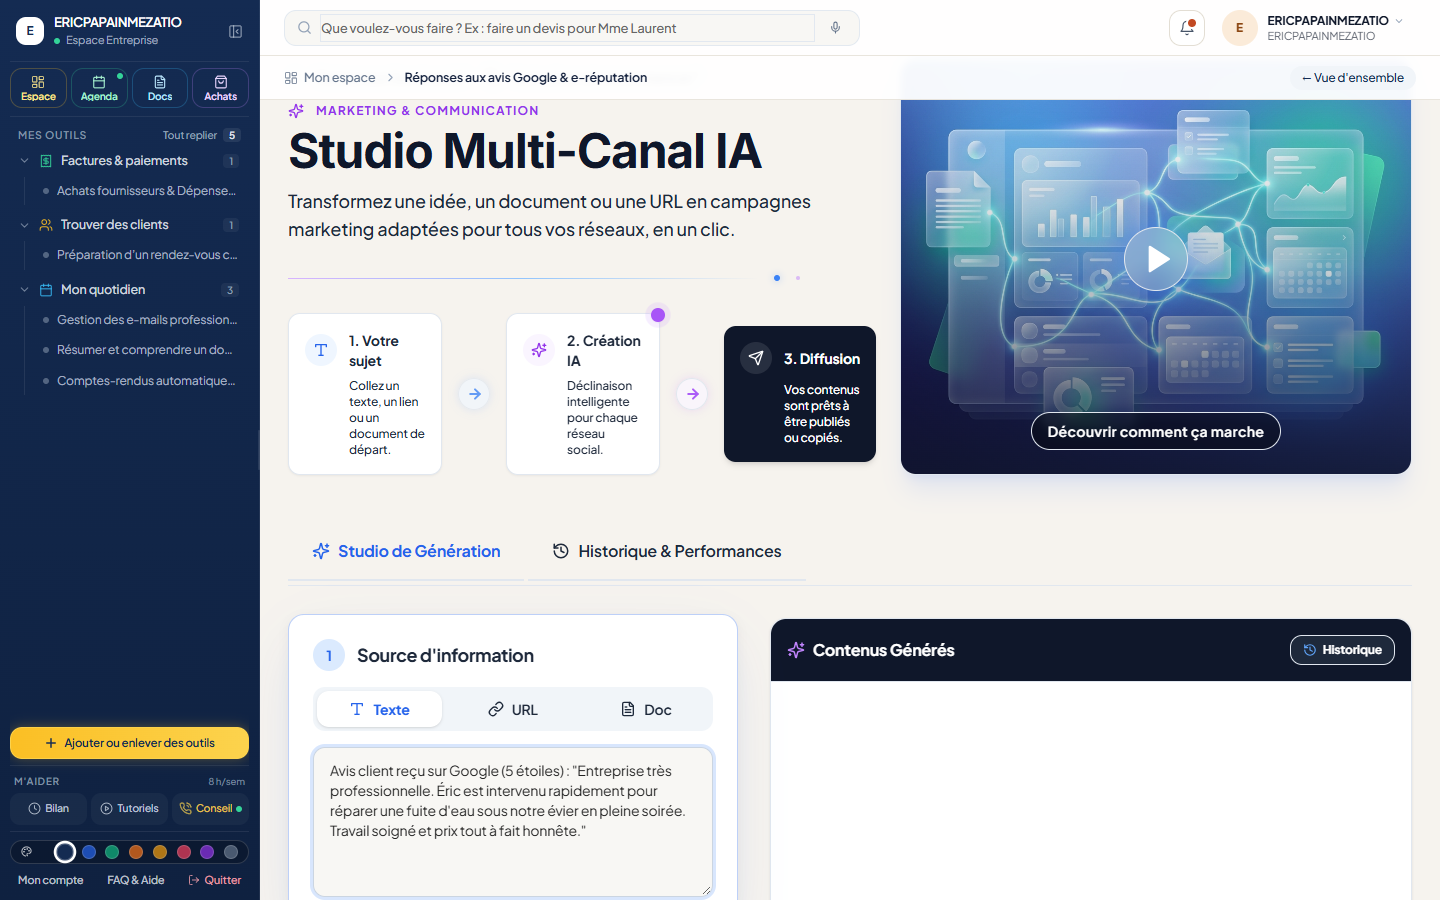 E
ERICPAPAINMEZATIO
Espace Entreprise
Espace
Agenda
Docs
Achats
MES OUTILS
Tout replier
5
Factures & paiements
1
Achats fournisseurs & Dépense...
Trouver des clients
1
Préparation d'un rendez-vous c...
Mon quotidien
3
Gestion des e-mails profession...
Résumer et comprendre un do...
Comptes-rendus automatique...
Ajouter ou enlever des outils
M'AIDER
8 h/sem
Bilan
Tutoriels
Conseil
Mon compte
FAQ & Aide
Quitter
Que voulez-vous faire ? Ex : faire un devis pour Mme Laurent
E
ERICPAPAINMEZATIO
ERICPAPAINMEZATIO
Mon espace
Réponses aux avis Google & e-réputation
← Vue d'ensemble
MARKETING & COMMUNICATION
Studio Multi-Canal IA
Transformez une idée, un document ou une URL en campagnes
marketing adaptées pour tous vos réseaux, en un clic.
1. Votre
sujet
Collez un
texte, un lien
ou un
document de
départ.
2. Création
IA
Déclinaison
intelligente
pour chaque
réseau
social.
3. Diffusion
Vos contenus
sont prêts à
être publiés
ou copiés.
Découvrir comment ça marche
Studio de Génération
Historique & Performances
1
Source d'information
Texte
URL
Doc
Avis client reçu sur Google (5 étoiles) : "Entreprise très
professionnelle. Éric est intervenu rapidement pour
réparer une fuite d'eau sous notre évier en pleine soirée.
Travail soigné et prix tout à fait honnête."
Contenus Générés
Historique